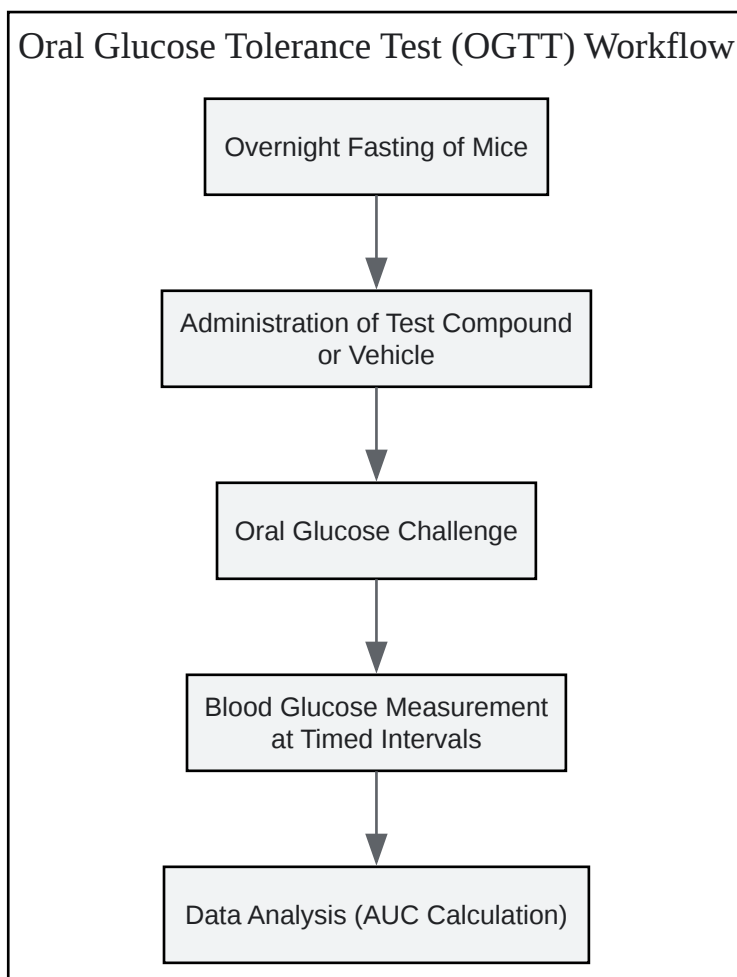 Oral Glucose Tolerance Test (OGTT) Workflow
Overnight Fasting of Mice
Administration of Test Compound
or Vehicle
Oral Glucose Challenge
Blood Glucose Measurement
at Timed Intervals
Data Analysis (AUC Calculation)